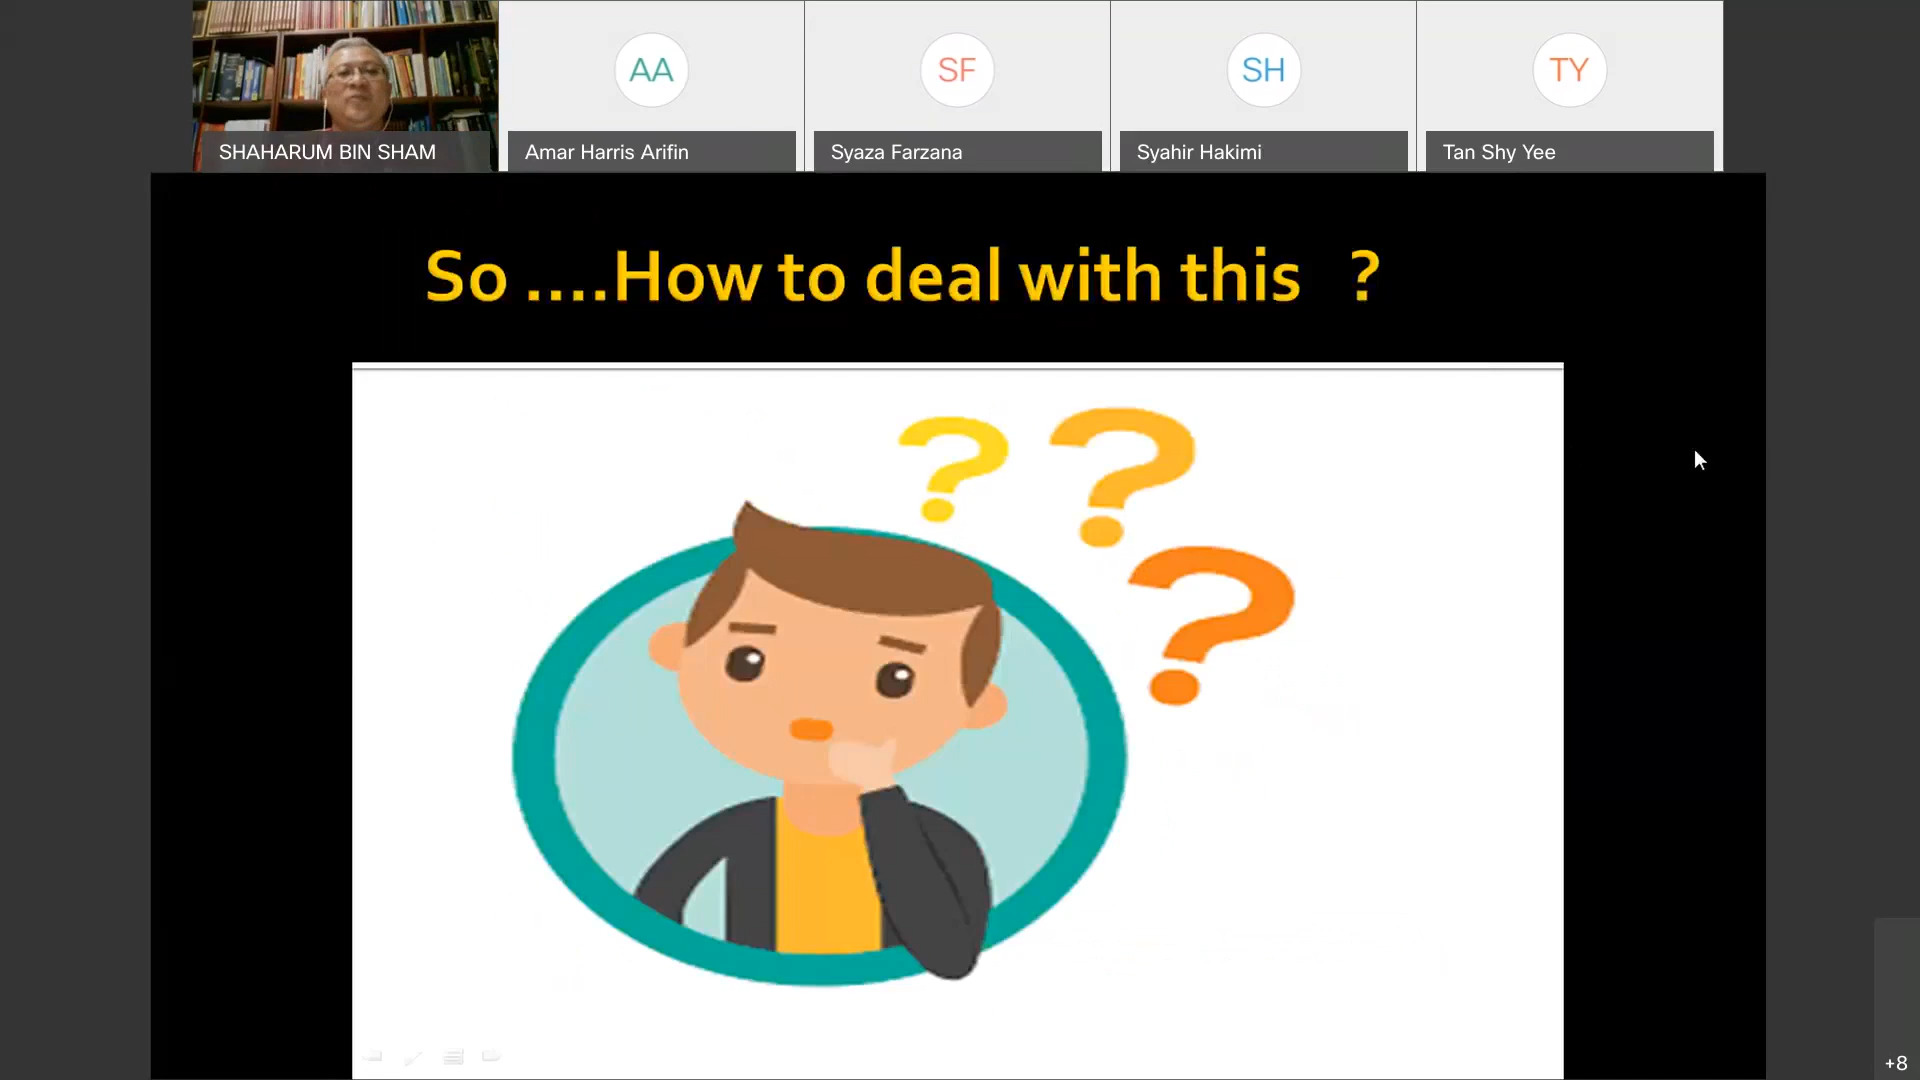 AA
SF
SH
TY
SHAHARUM BIN SHAM
Amar Harris Arifin
Syaza Farzana
Syahir Hakimi
Tan Shy Yee
So ....How to deal with this ?
? ? ?
+8